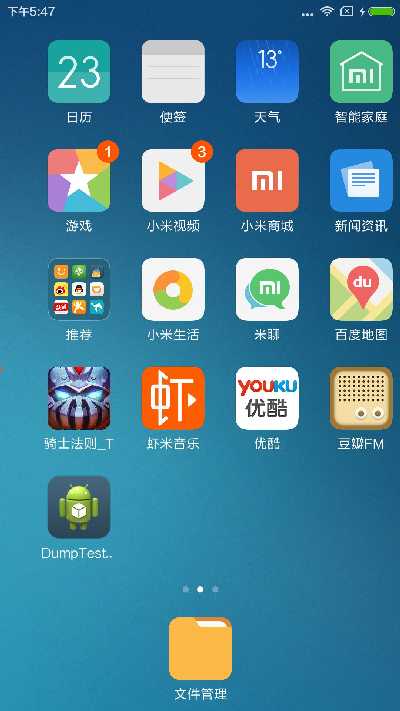 下午5:47
23
13°
日历
便签
天气
智能家庭
1
3
游戏
小米视频
小米商城
新闻资讯
du
推荐
小米生活
米聊
百度地图
虾
YOUKU
优酷
骑士法则_T
虾米音乐
优酷
豆瓣FM
DumpTest..
文件管理